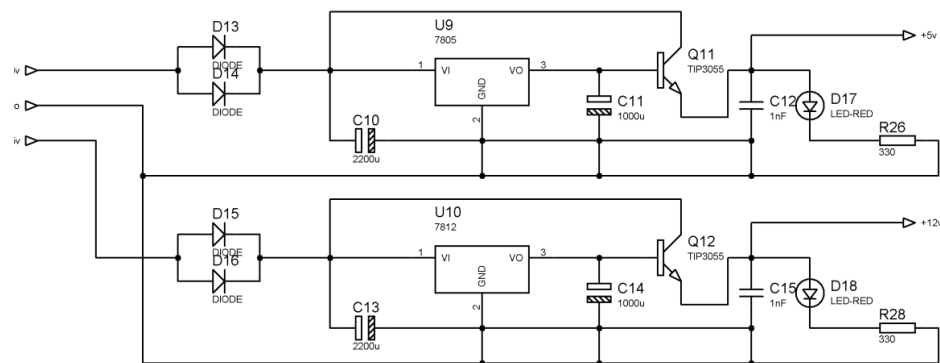 D13
DIODE
D14
DIODE
U9
7805
1
VI
VO
3
GND
2
C10
2200u
C11
1000u
Q11
TIP3055
C12
1nF
+5v
D17
LED-RED
R26
330
D15
DIODE
D16
DIODE
U10
7812
1
VI
VO
3
GND
2
C13
2200u
C14
1000u
Q12
TIP3055
C15
1nF
+12v
D18
LED-RED
R28
330